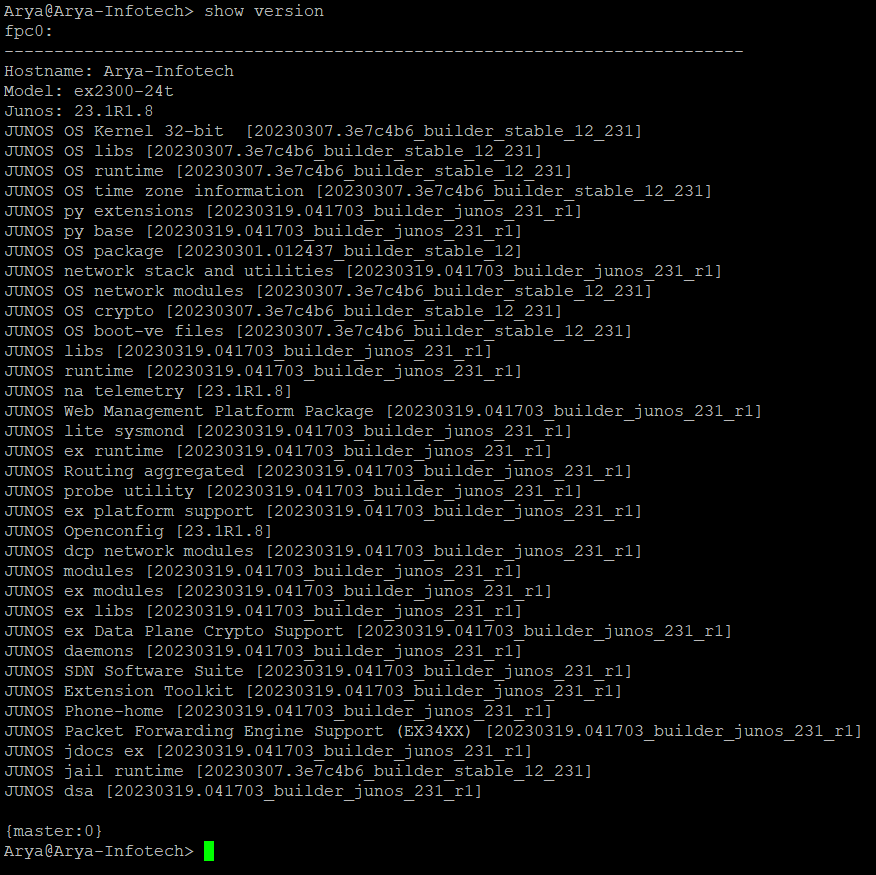 Arya@Arya-Infotech> show version
fpc0:
--------------------------------------------------------------------------
Hostname: Arya-Infotech
Model: ex2300-24t
Junos: 23.1R1.8
JUNOS OS Kernel 32-bit  [20230307.3e7c4b6_builder_stable_12_231]
JUNOS OS libs [20230307.3e7c4b6_builder_stable_12_231]
JUNOS OS runtime [20230307.3e7c4b6_builder_stable_12_231]
JUNOS OS time zone information [20230307.3e7c4b6_builder_stable_12_231]
JUNOS py extensions [20230319.041703_builder_junos_231_r1]
JUNOS py base [20230319.041703_builder_junos_231_r1]
JUNOS OS package [20230301.012437_builder_stable_12]
JUNOS network stack and utilities [20230319.041703_builder_junos_231_r1]
JUNOS OS network modules [20230307.3e7c4b6_builder_stable_12_231]
JUNOS OS crypto [20230307.3e7c4b6_builder_stable_12_231]
JUNOS OS boot-ve files [20230307.3e7c4b6_builder_stable_12_231]
JUNOS libs [20230319.041703_builder_junos_231_r1]
JUNOS runtime [20230319.041703_builder_junos_231_r1]
JUNOS na telemetry [23.1R1.8]
JUNOS Web Management Platform Package [20230319.041703_builder_junos_231_r1]
JUNOS lite sysmond [20230319.041703_builder_junos_231_r1]
JUNOS ex runtime [20230319.041703_builder_junos_231_r1]
JUNOS Routing aggregated [20230319.041703_builder_junos_231_r1]
JUNOS probe utility [20230319.041703_builder_junos_231_r1]
JUNOS ex platform support [20230319.041703_builder_junos_231_r1]
JUNOS Openconfig [23.1R1.8]
JUNOS dcp network modules [20230319.041703_builder_junos_231_r1]
JUNOS modules [20230319.041703_builder_junos_231_r1]
JUNOS ex modules [20230319.041703_builder_junos_231_r1]
JUNOS ex libs [20230319.041703_builder_junos_231_r1]
JUNOS ex Data Plane Crypto Support [20230319.041703_builder_junos_231_r1]
JUNOS daemons [20230319.041703_builder_junos_231_r1]
JUNOS SDN Software Suite [20230319.041703_builder_junos_231_r1]
JUNOS Extension Toolkit [20230319.041703_builder_junos_231_r1]
JUNOS Phone-home [20230319.041703_builder_junos_231_r1]
JUNOS Packet Forwarding Engine Support (EX34XX) [20230319.041703_builder_junos_231_r1]
JUNOS jdocs ex [20230319.041703_builder_junos_231_r1]
JUNOS jail runtime [20230307.3e7c4b6_builder_stable_12_231]
JUNOS dsa [20230319.041703_builder_junos_231_r1]

{master:0}
Arya@Arya-Infotech>